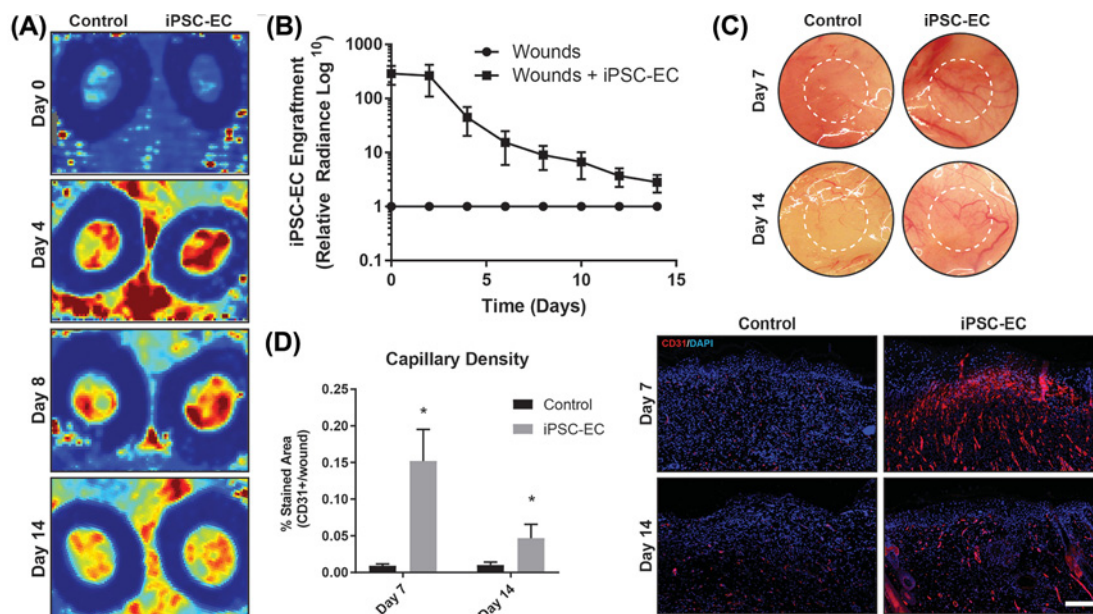 (A)
Control iPSC-EC
Day 0
Day 4
Day 8
Day 14
(B)
iPSC-EC Engraftment
(Relative Radiance Log 10)
1000
100
10
1
0.1
0 5 10 15
Time (Days)
Wounds
Wounds + iPSC-EC
(C)
Control iPSC-EC
Day 7
Day 14
(D)
Capillary Density
% Stained Area
(CD31+/wound)
0.25
0.20
0.15
0.10
0.05
0.00
Control
iPSC-EC
*
*
Day 7
Day 14
Control iPSC-EC
CD31/DAPI
Day 7
Day 14